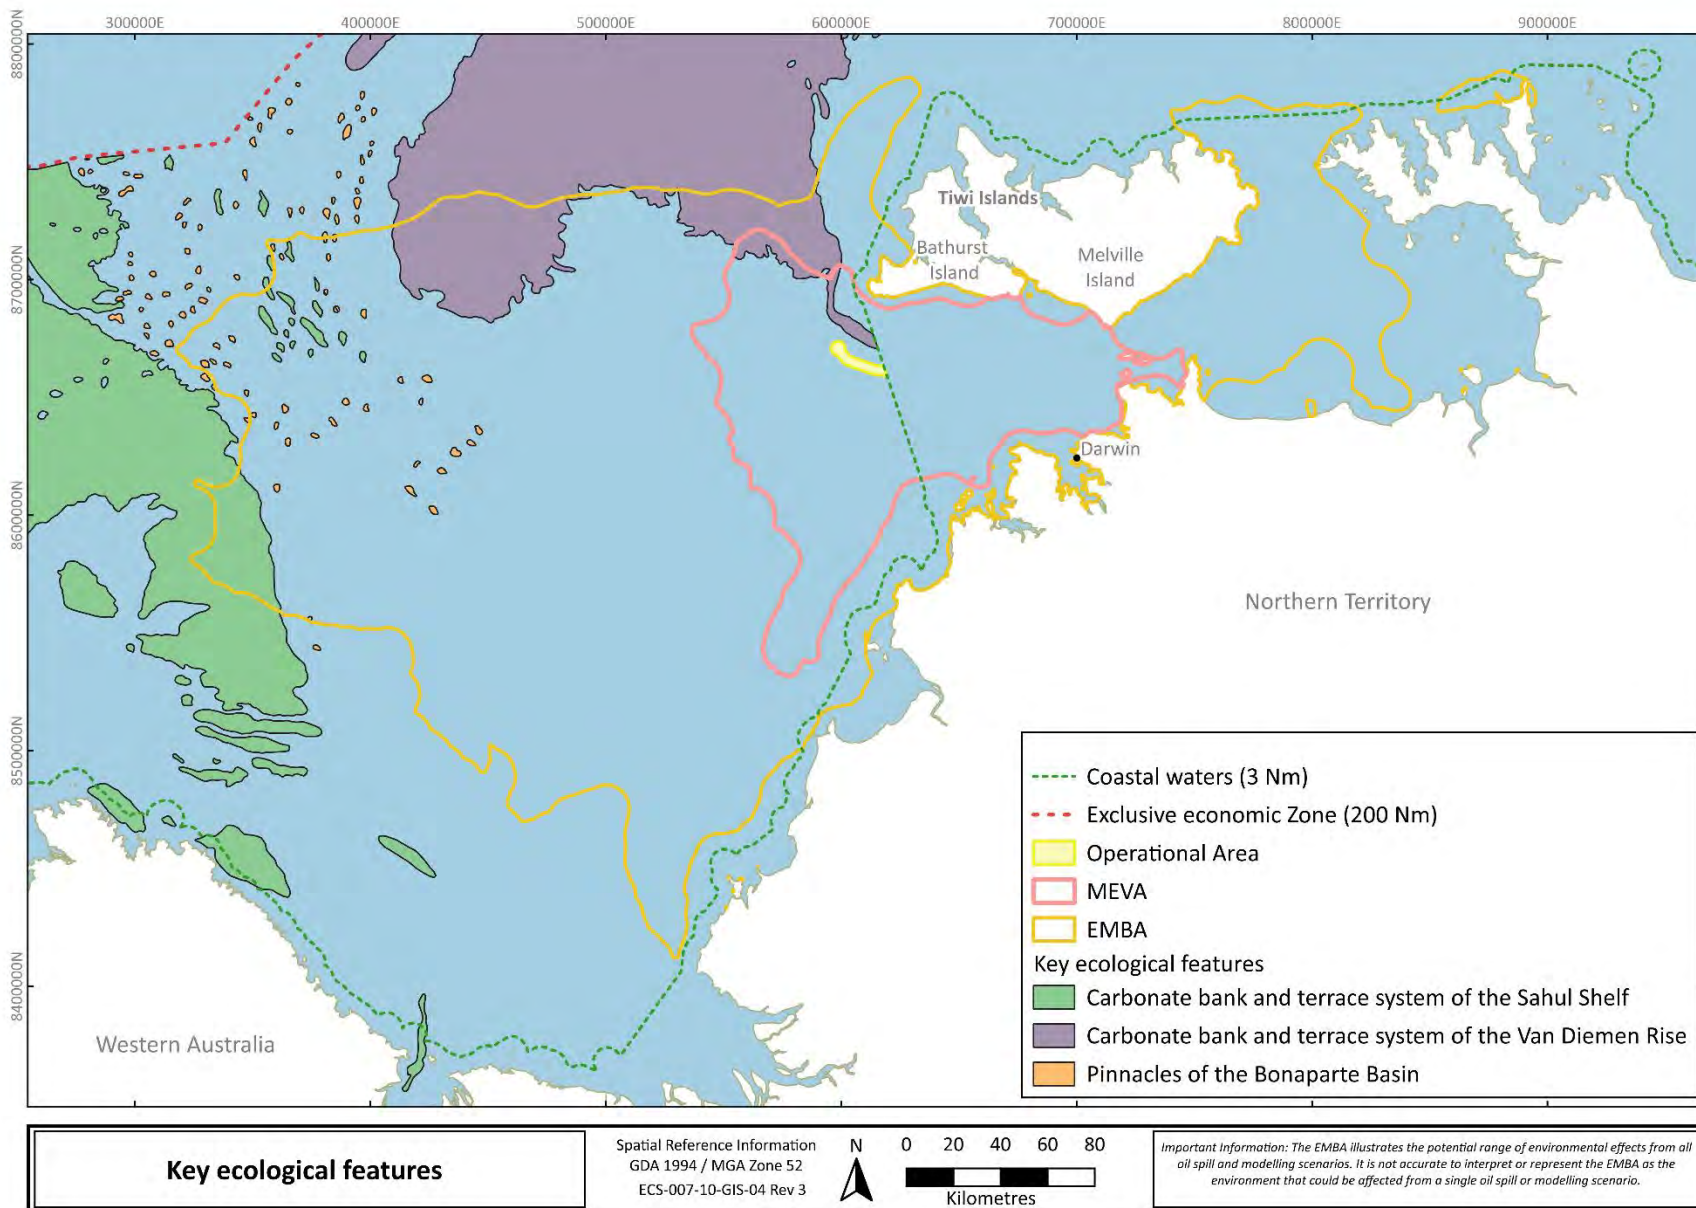 300000E 400000E 500000E 600000E 700000E 800000E 900000E
8800000N
8700000N
8600000N
8500000N
8400000N
Tiwi Islands
Bathurst
Island
Melville
Island
Darwin
Northern Territory
Western Australia
Coastal waters (3 Nm)
Exclusive economic Zone (200 Nm)
Operational Area
MEVA
EMBA
Key ecological features
Carbonate bank and terrace system of the Sahul Shelf
Carbonate bank and terrace system of the Van Diemen Rise
Pinnacles of the Bonaparte Basin
Key ecological features
Spatial Reference Information
GDA 1994 / MGA Zone 52
ECS-007-10-GIS-04 Rev 3
N
0 20 40 60 80
Kilometres
Important Information: The EMBA illustrates the potential range of environmental effects from all
oil spill and modelling scenarios. It is not accurate to interpret or represent the EMBA as the
environment that could be affected from a single oil spill or modelling scenario.